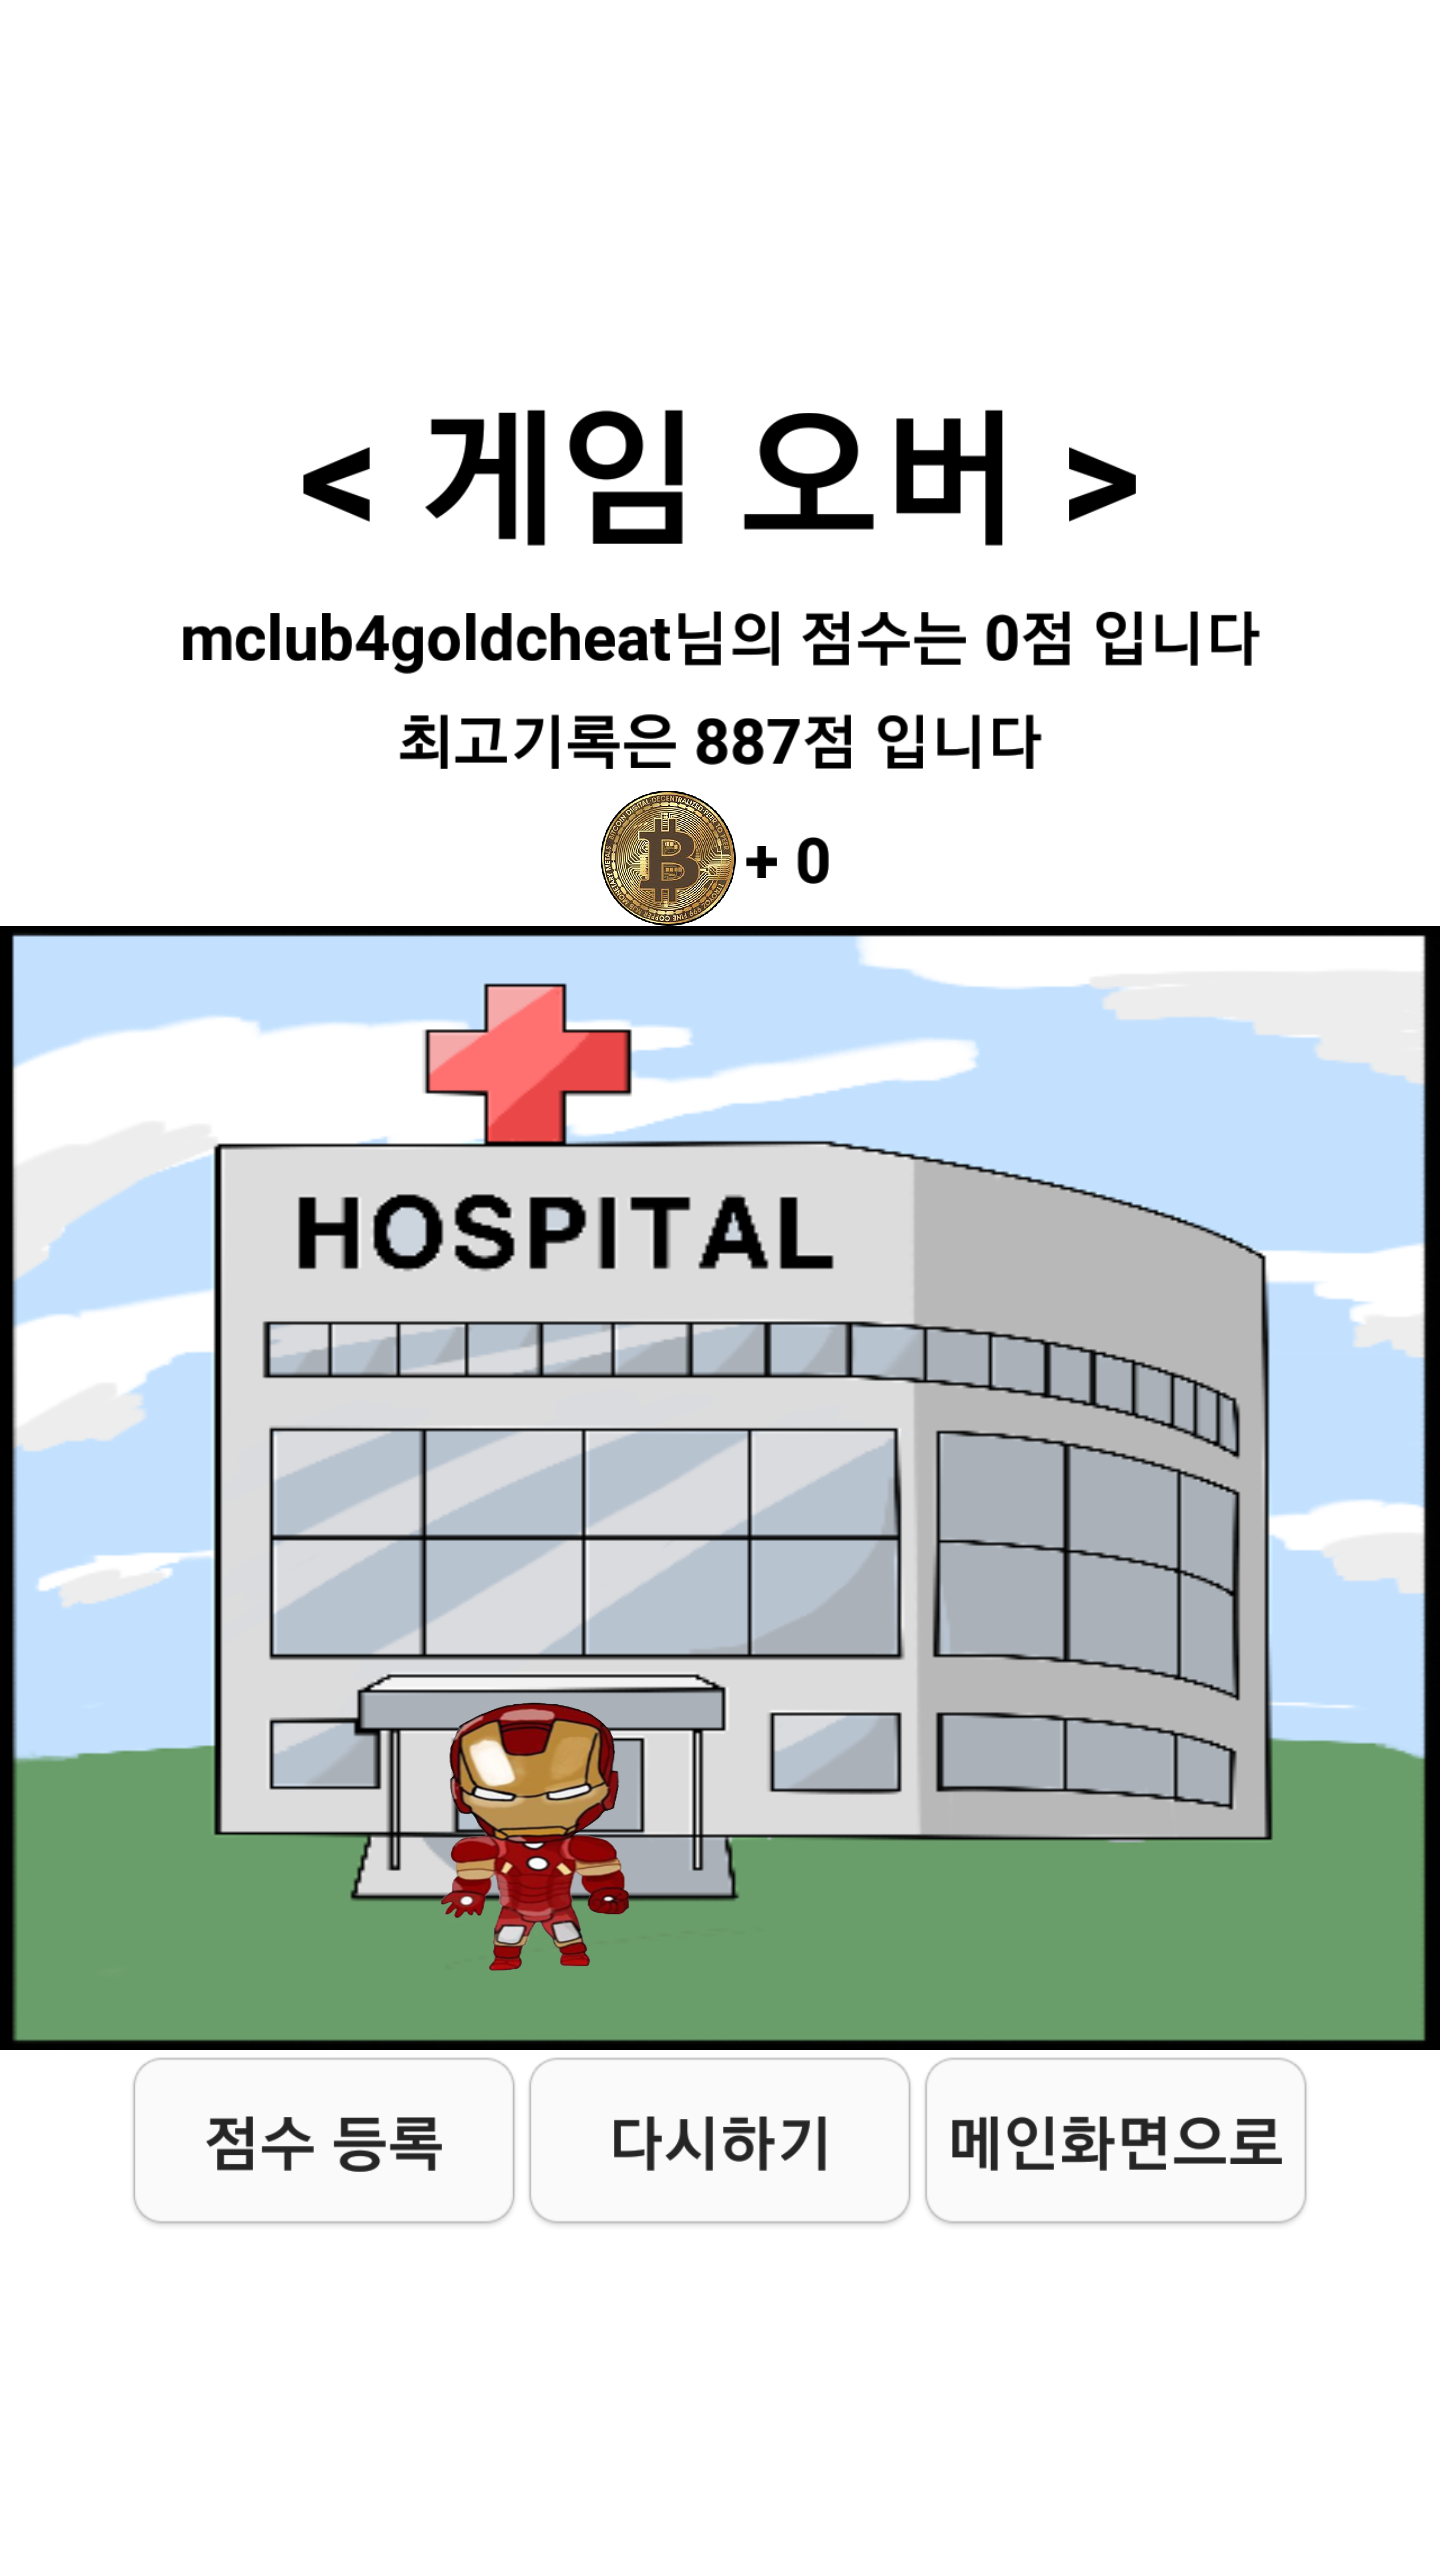 < 게임 오버 >
mclub4goldcheat님의 점수는 0점 입니다
최고기록은 887점 입니다
+ 0
HOSPITAL
점수 등록
다시하기
메인화면으로